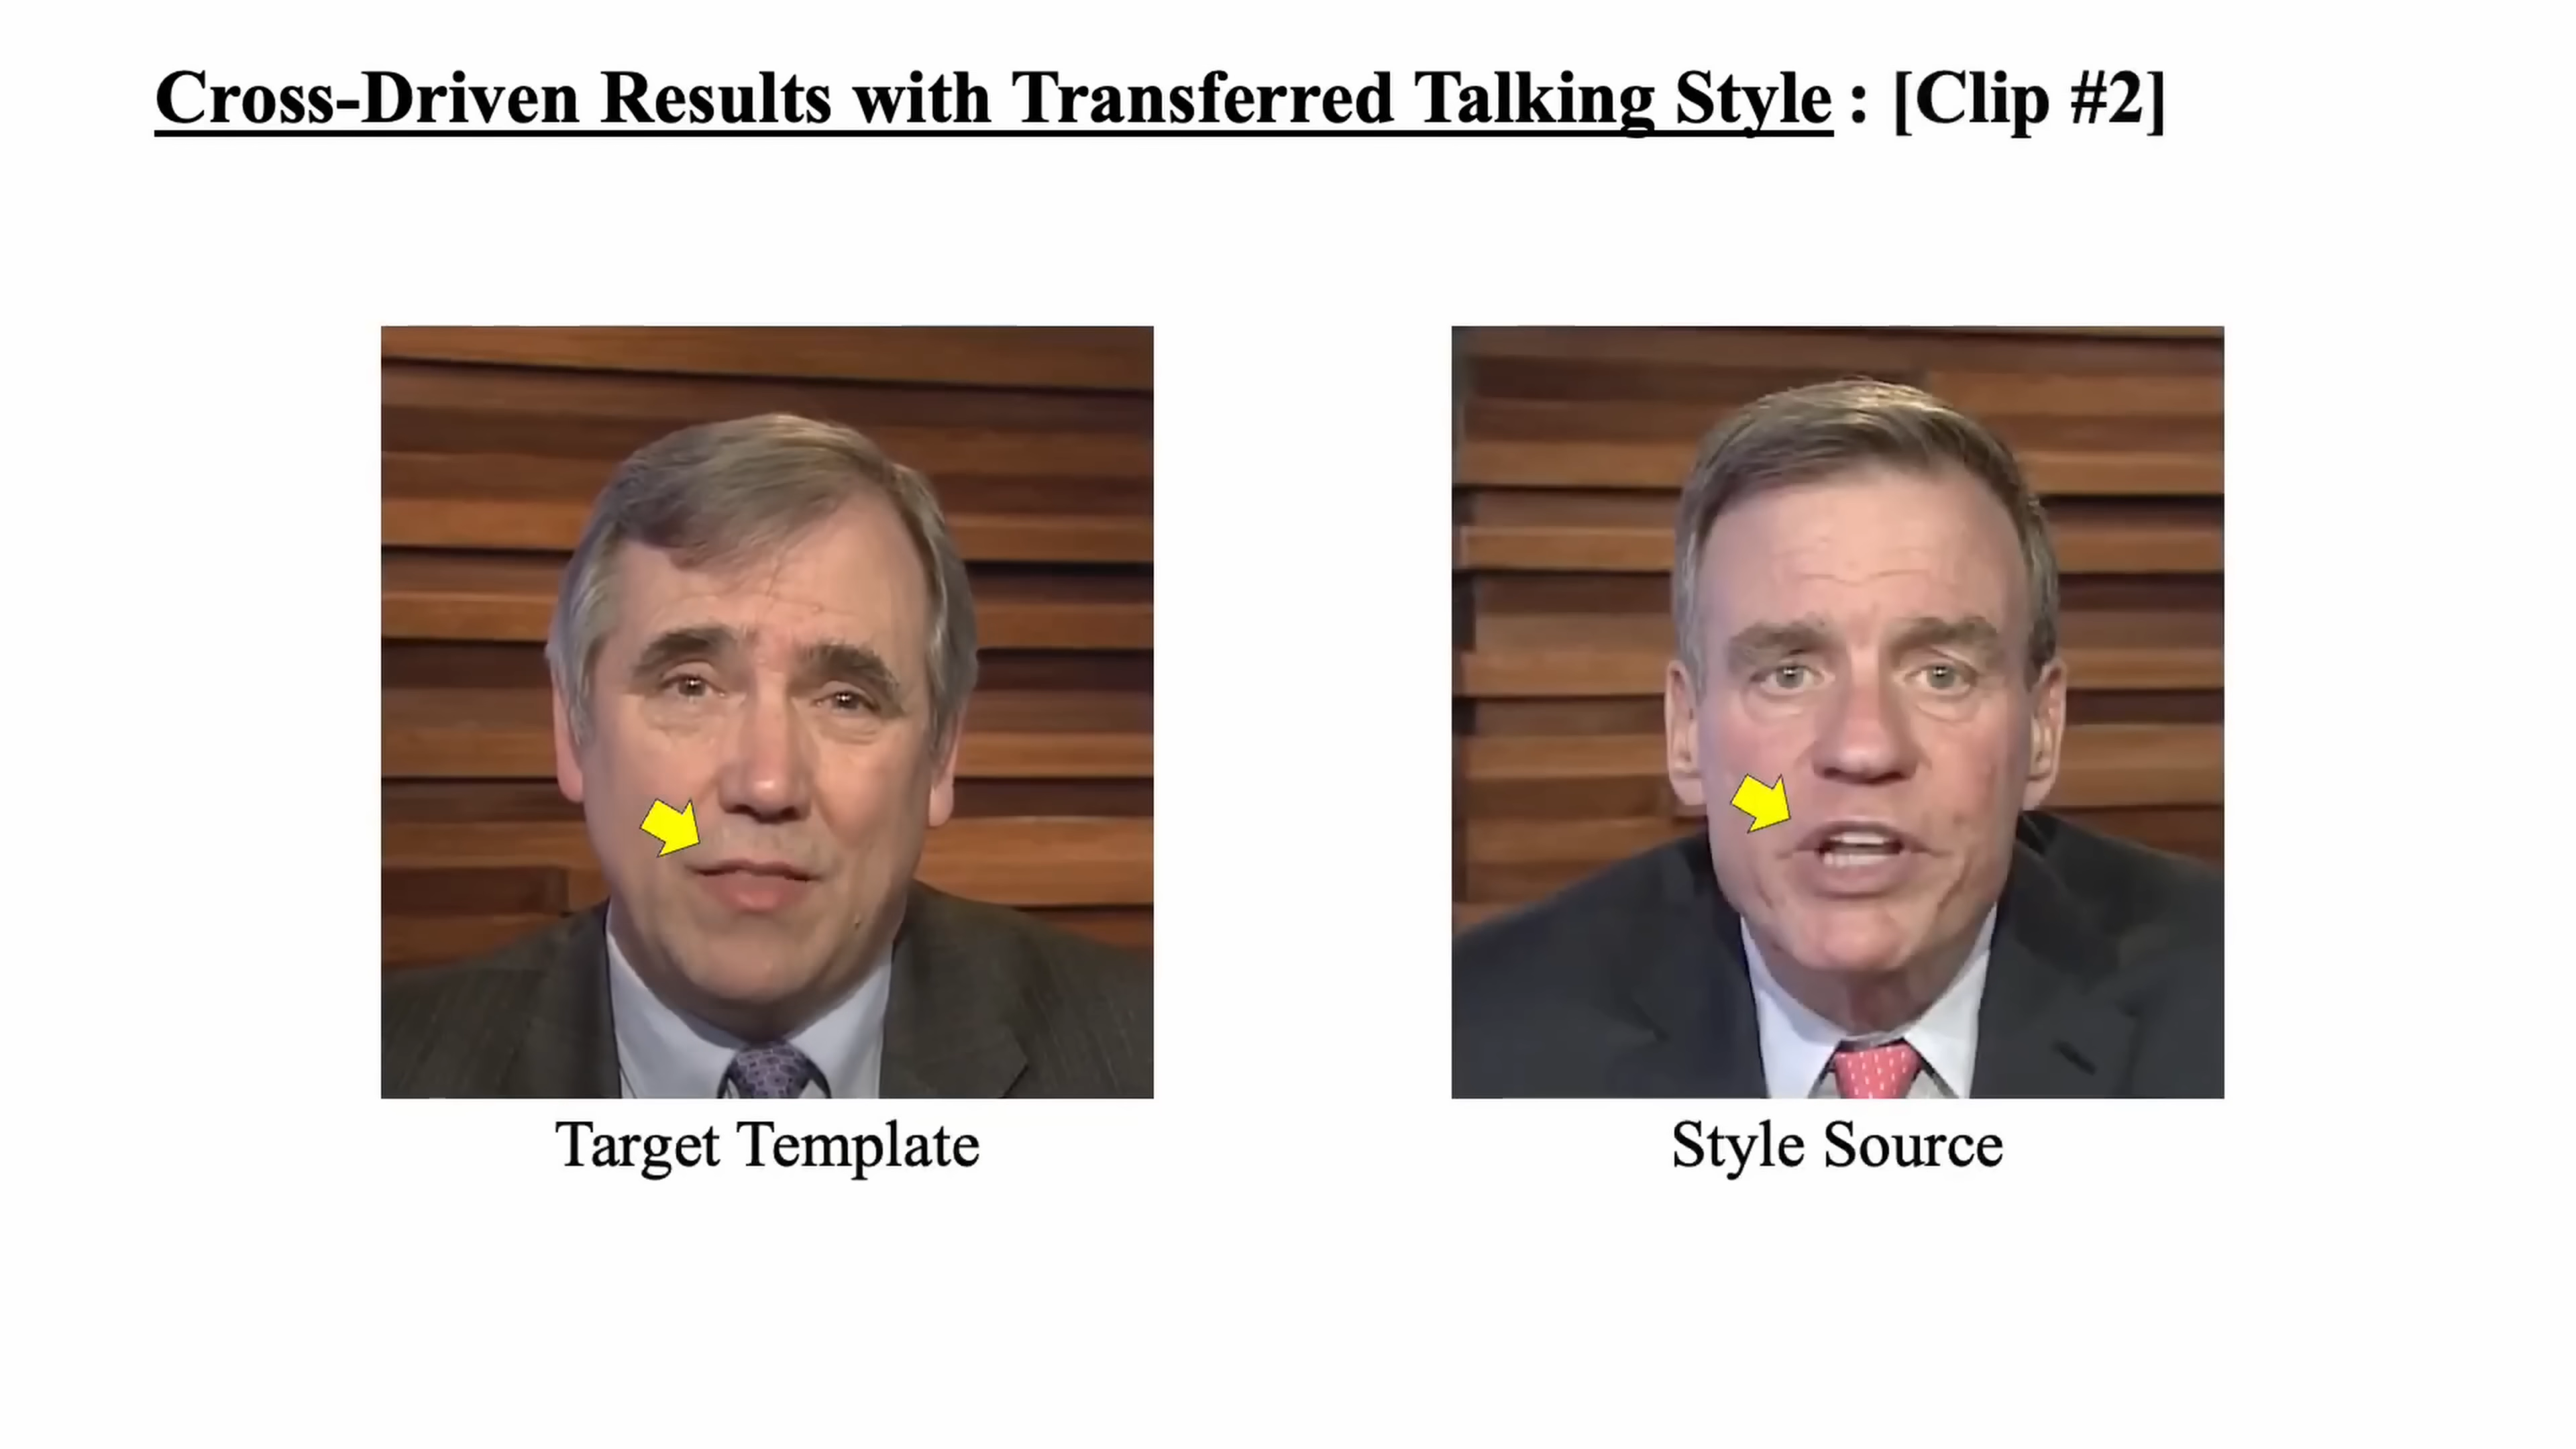 Cross-Driven Results with Transferred Talking Style : [Clip #2]
Target Template
Style Source